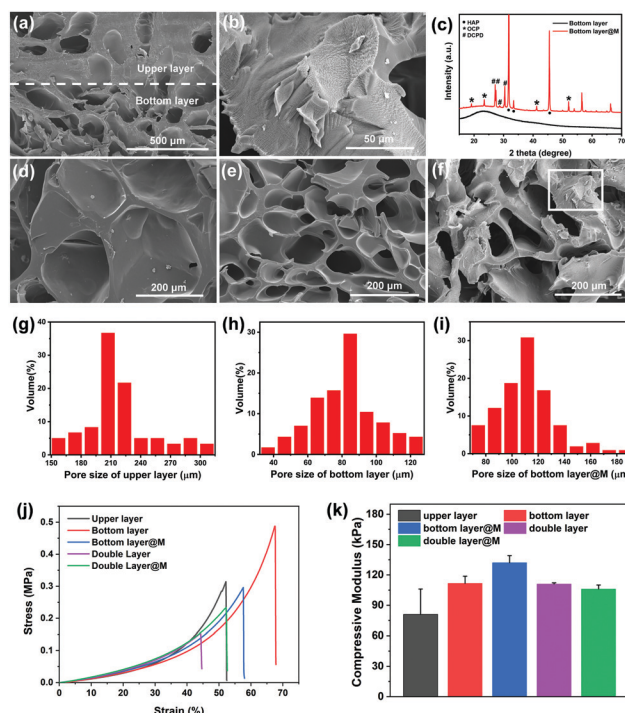 (a)
Upper layer
Bottom layer
500 μm
(b)
50 μm
(c)
HAP
* OCP
# DCPD
Bottom layer
Bottom layer@M
Intensity (a.u.)
* * ## # # * *
20 30 40 50 60 70
2 theta (degree)
(d)
200 μm
(e)
200 μm
(f)
200 μm
(g)
Volume(%)
40
30
20
10
0
150 180 210 240 270 300
Pore size of upper layer (μm)
(h)
Volume(%)
30
20
10
0
40 60 80 100 120
Pore size of bottom layer (μm)
(i)
Volume(%)
30
20
10
0
80 100 120 140 160 180
Pore size of bottom layer@M (μm
(j)
Upper layer
Bottom layer
Bottom layer@M
Double Layer
Double Layer@M
Stress (MPa)
0.5
0.4
0.3
0.2
0.1
0.0
0 10 20 30 40 50 60 70
Strain (%)
(k)
upper layer
bottom layer
bottom layer@M
double layer
double layer@M
Compressive Modulus (kPa)
180
150
120
90
60
30
0